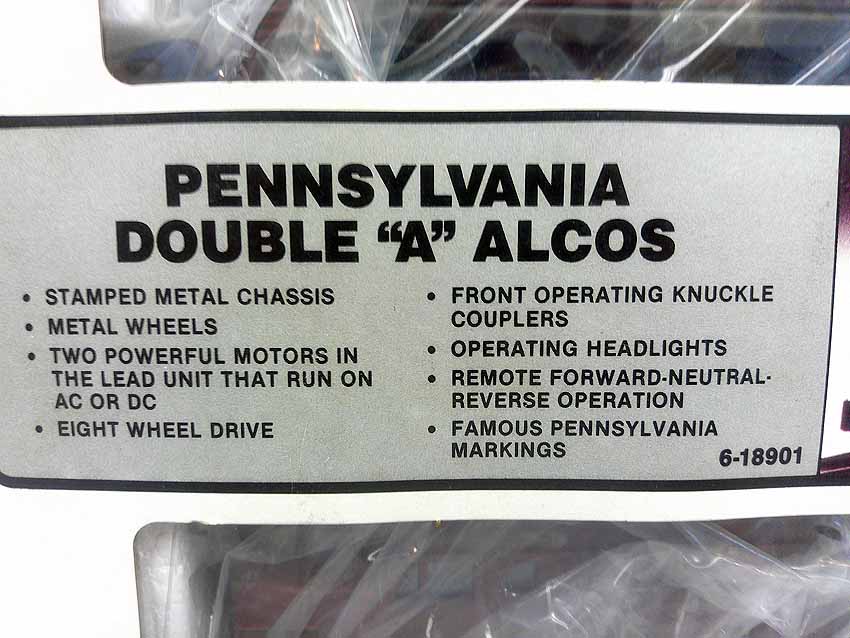 PENNSYLVANIA
DOUBLE “A” ALCOS
• STAMPED METAL CHASSIS
• METAL WHEELS
• TWO POWERFUL MOTORS IN
THE LEAD UNIT THAT RUN ON
AC OR DC
• EIGHT WHEEL DRIVE
• FRONT OPERATING KNUCKLE
COUPLERS
• OPERATING HEADLIGHTS
• REMOTE FORWARD-NEUTRAL-
REVERSE OPERATION
• FAMOUS PENNSYLVANIA
MARKINGS
6-18901